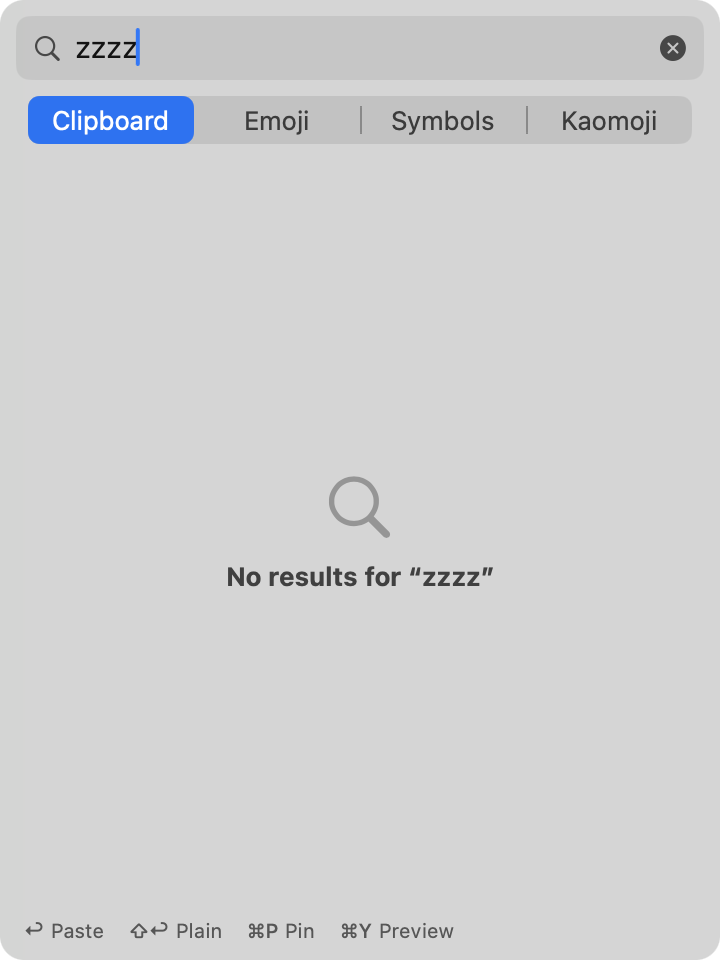 zzzz
Clipboard Emoji Symbols Kaomoji
No results for “zzzz”
↩ Paste ⇧↩ Plain ⌘P Pin ⌘Y Preview